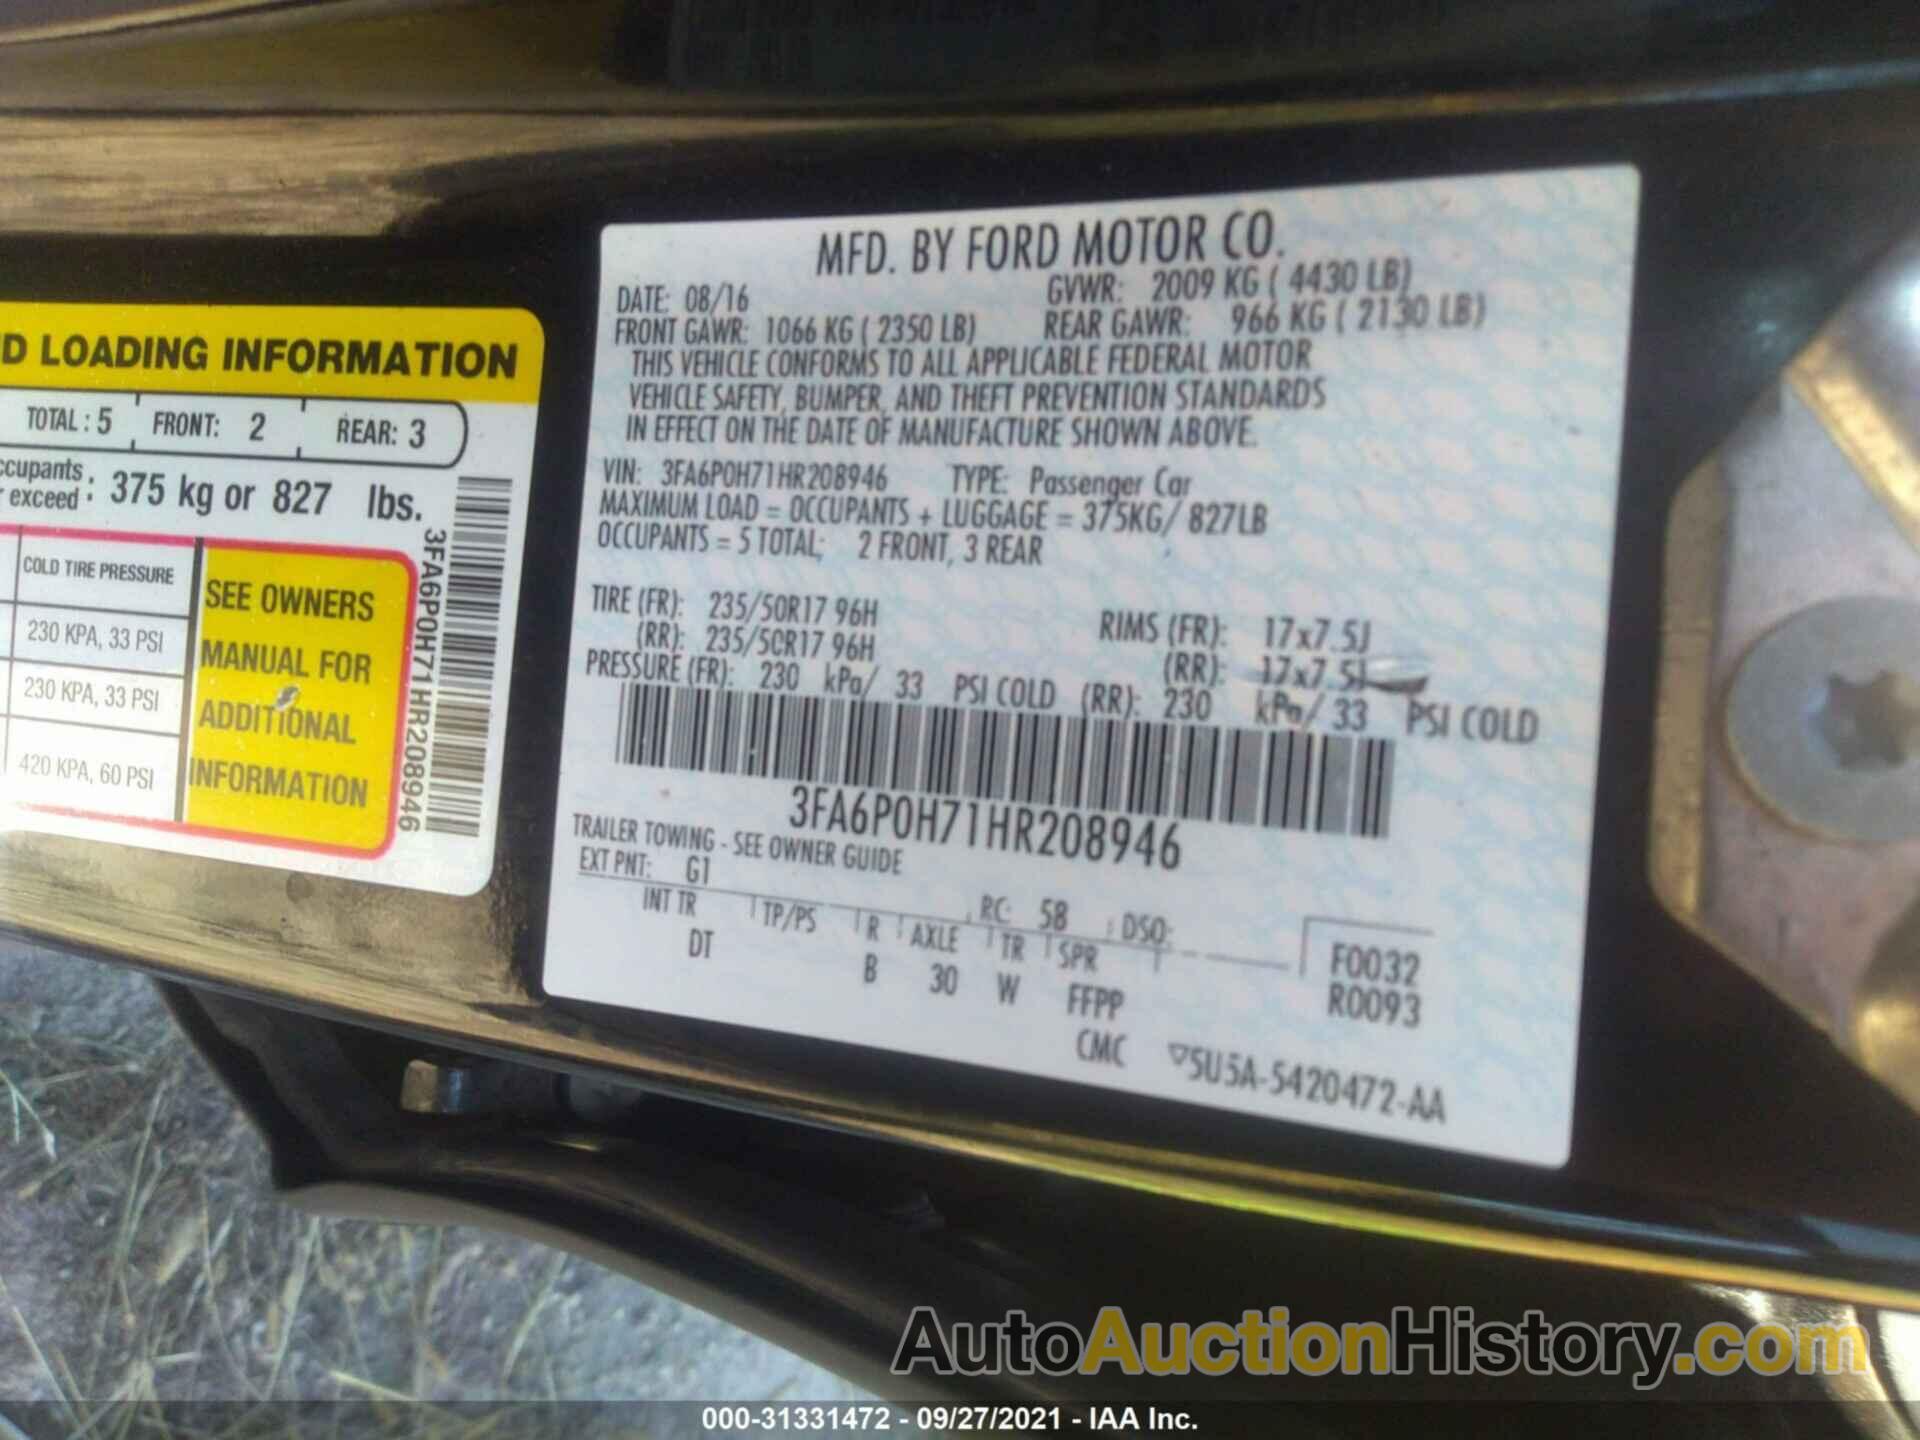 D LOADING INFORMATION
TOTAL : 5 FRONT: 2 REAR: 3
ccupants
r exceed : 375 kg or 827 lbs.
COLD TIRE PRESSURE
230 KPA, 33 PSI
230 KPA, 33 PSI
420 KPA, 60 PSI
SEE OWNERS
MANUAL FOR
ADDITIONAL
INFORMATION
3FA6P0H71HR208946
MFD. BY FORD MOTOR CO.
DATE: 08/16 GVWR: 2009 KG ( 4430 LB)
FRONT GAWR: 1066 KG ( 2350 LB) REAR GAWR: 966 KG ( 2130 LB)
THIS VEHICLE CONFORMS TO ALL APPLICABLE FEDERAL MOTOR
VEHICLE SAFETY, BUMPER, AND THEFT PREVENTION STANDARDS
IN EFFECT ON THE DATE OF MANUFACTURE SHOWN ABOVE.
VIN: 3FA6P0H71HR208946 TYPE: Passenger Car
MAXIMUM LOAD = OCCUPANTS + LUGGAGE = 375KG/ 827LB
OCCUPANTS = 5 TOTAL; 2 FRONT, 3 REAR
TIRE (FR): 235/50R17 96H RIMS (FR): 17x7.5J
(RR): 235/50R17 96H (RR): 17x7.5J
PRESSURE (FR): 230 kPa/ 33 PSI COLD (RR): 230 kPa/ 33 PSI COLD
3FA6P0H71HR208946
TRAILER TOWING - SEE OWNER GUIDE
EXT PNT: G1 RC: 58 DSO:
INT TR TP/PS R AXLE TR SPR F0032
DT B 30 W FFPP R0093
CMC ▽5U5A-5420472-AA
AutoAuctionHistory.com
000-31331472 - 09/27/2021 - IAA Inc.